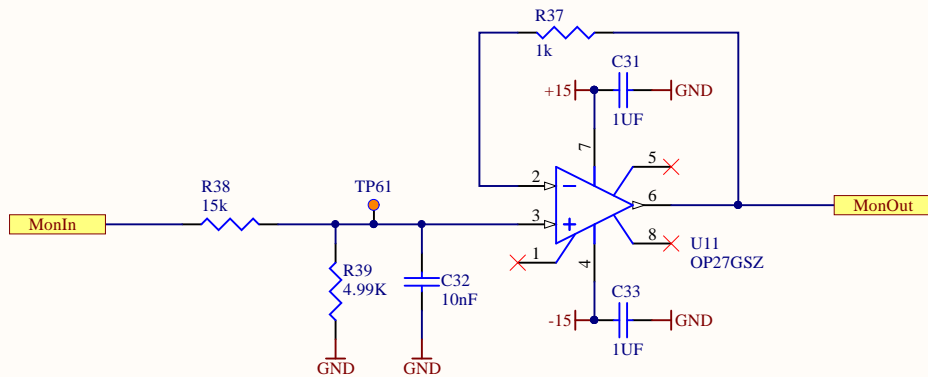 R37
1k
C31
+15
GND
1UF
7
5
2
6
TP61
R38
15k
MonIn
3
MonOut
8
1
4
U11
OP27GSZ
R39
4.99K
C32
10nF
C33
-15
GND
1UF
GND
GND